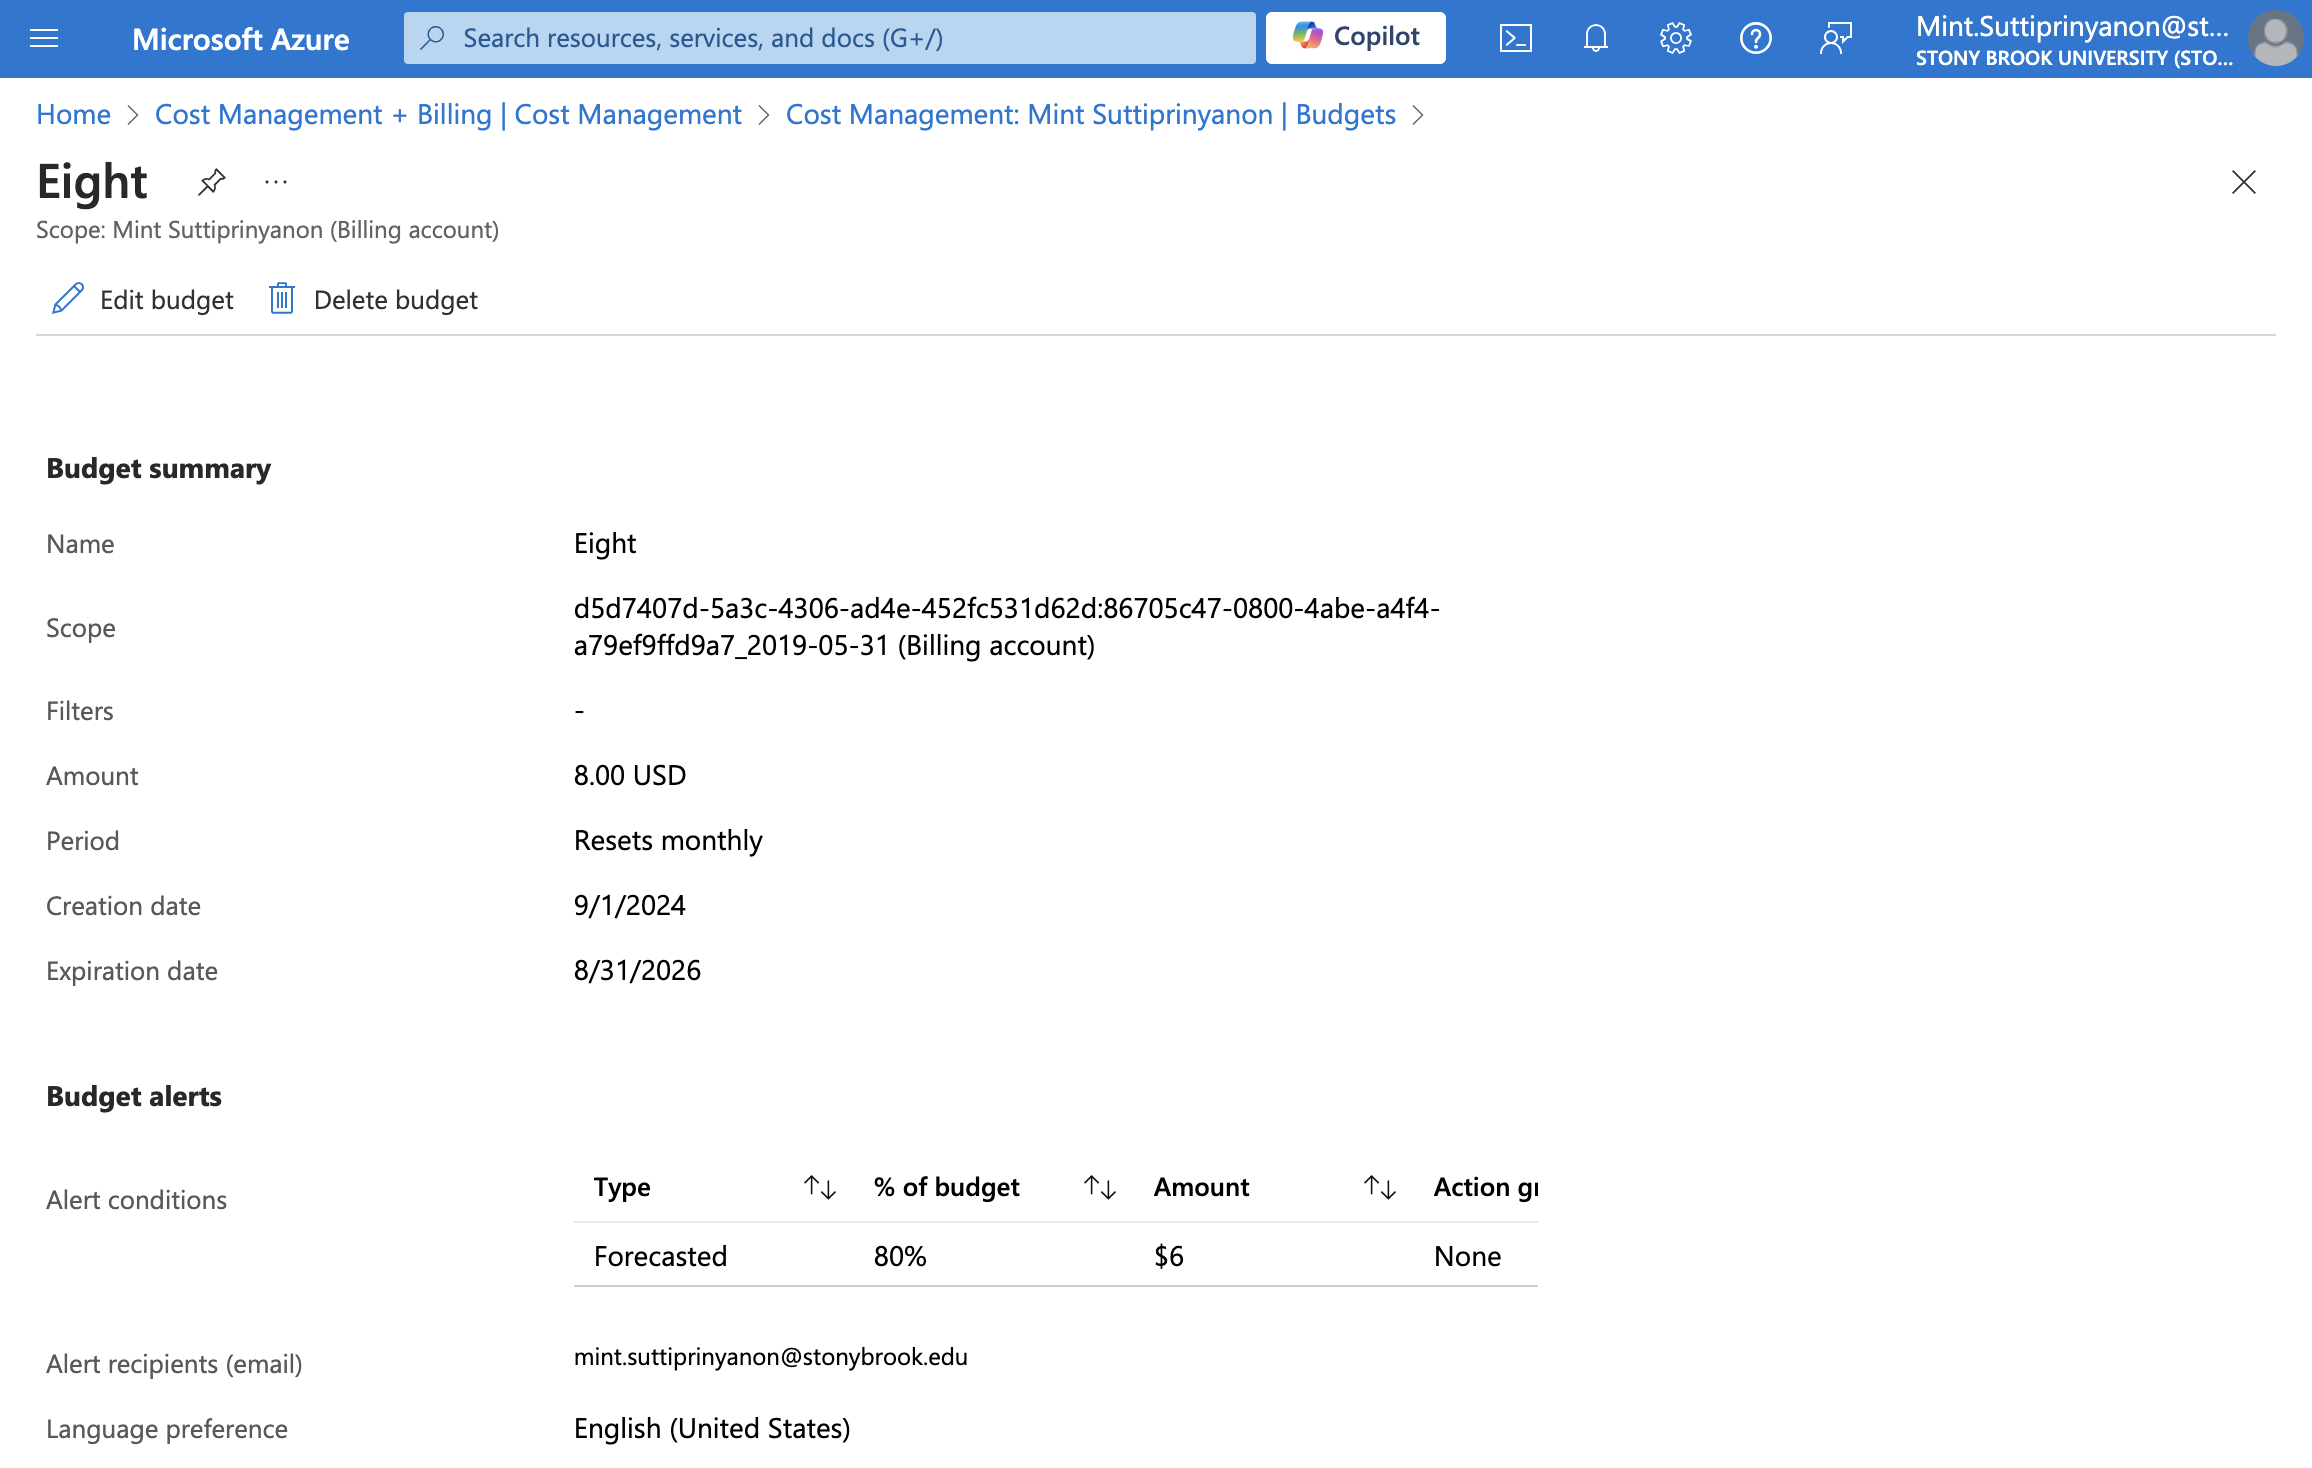 Microsoft Azure
Search resources, services, and docs (G+/)
Copilot
Mint.Suttiprinyanon@st...
STONY BROOK UNIVERSITY (STO...
Home > Cost Management + Billing | Cost Management > Cost Management: Mint Suttiprinyanon | Budgets >
Eight
Scope: Mint Suttiprinyanon (Billing account)
Edit budget
Delete budget
Budget summary
Name Eight
Scope d5d7407d-5a3c-4306-ad4e-452fc531d62d:86705c47-0800-4abe-a4f4-
a79ef9ffd9a7_2019-05-31 (Billing account)
Filters -
Amount 8.00 USD
Period Resets monthly
Creation date 9/1/2024
Expiration date 8/31/2026
Budget alerts
Alert conditions
Type % of budget Amount Action gr
Forecasted 80% $6 None
Alert recipients (email) mint.suttiprinyanon@stonybrook.edu
Language preference English (United States)